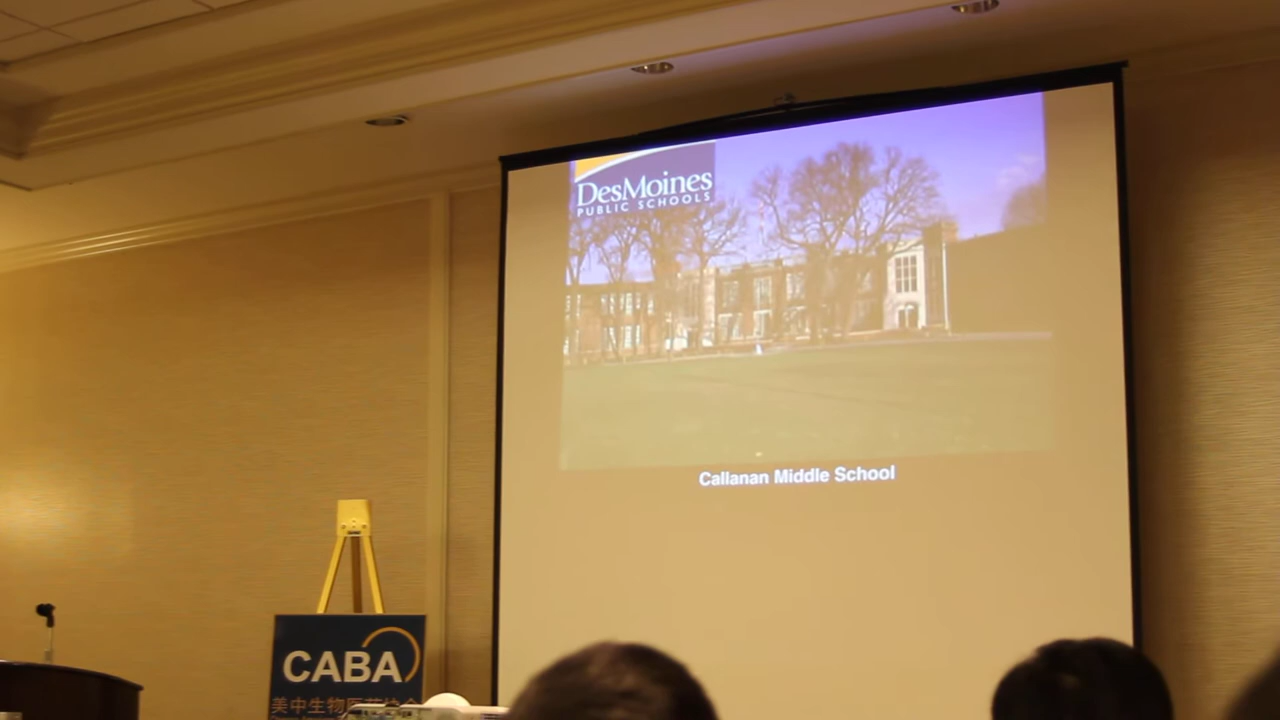 DesMoines
PUBLIC SCHOOLS
Callanan Middle School
CABA
美中生物医药协会